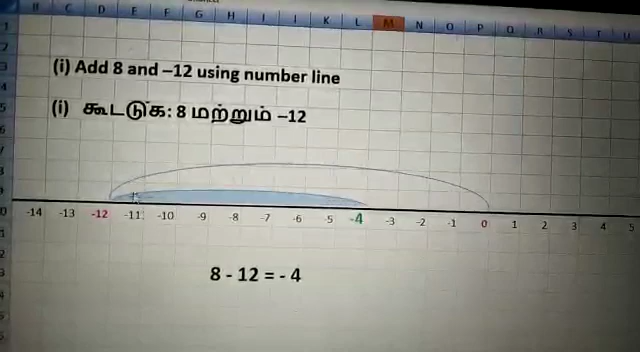 H C D E F G H I J K L M N O P Q R S T U
(i) Add 8 and –12 using number line
(i) கூட்டுக: 8 மற்றும் –12
-14 -13 -12 -11 -10 -9 -8 -7 -6 -5 -4 -3 -2 -1 0 1 2 3 4 5
8 - 12 = - 4